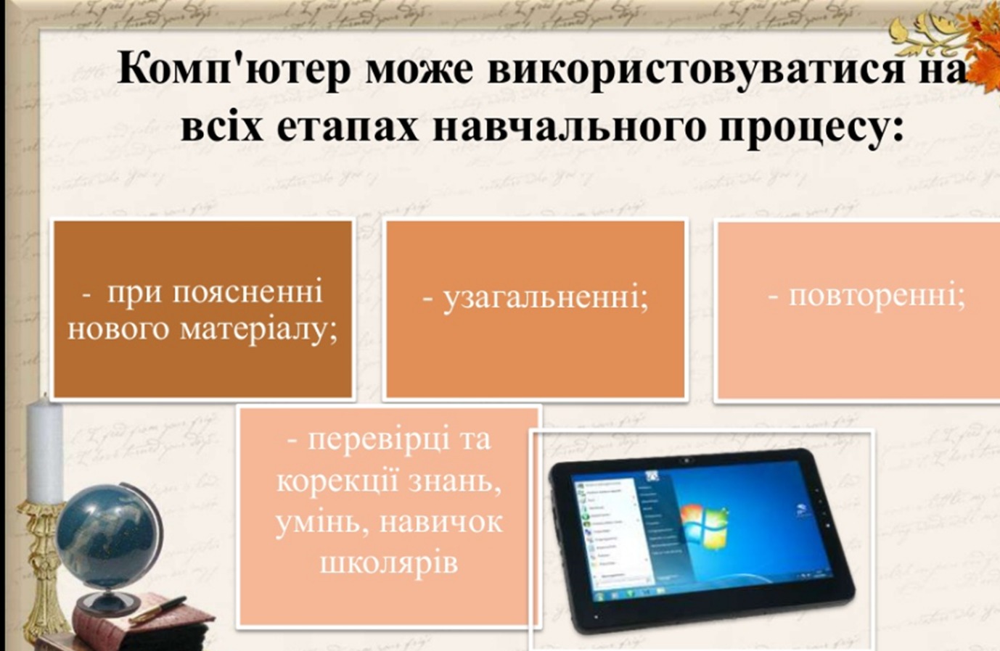 Комп'ютер може використовуватися на
всіх етапах навчального процесу:
- при поясненні
нового матеріалу;
- узагальненні;
- повторенні;
- перевірці та
корекції знань,
умінь, навичок
школярів